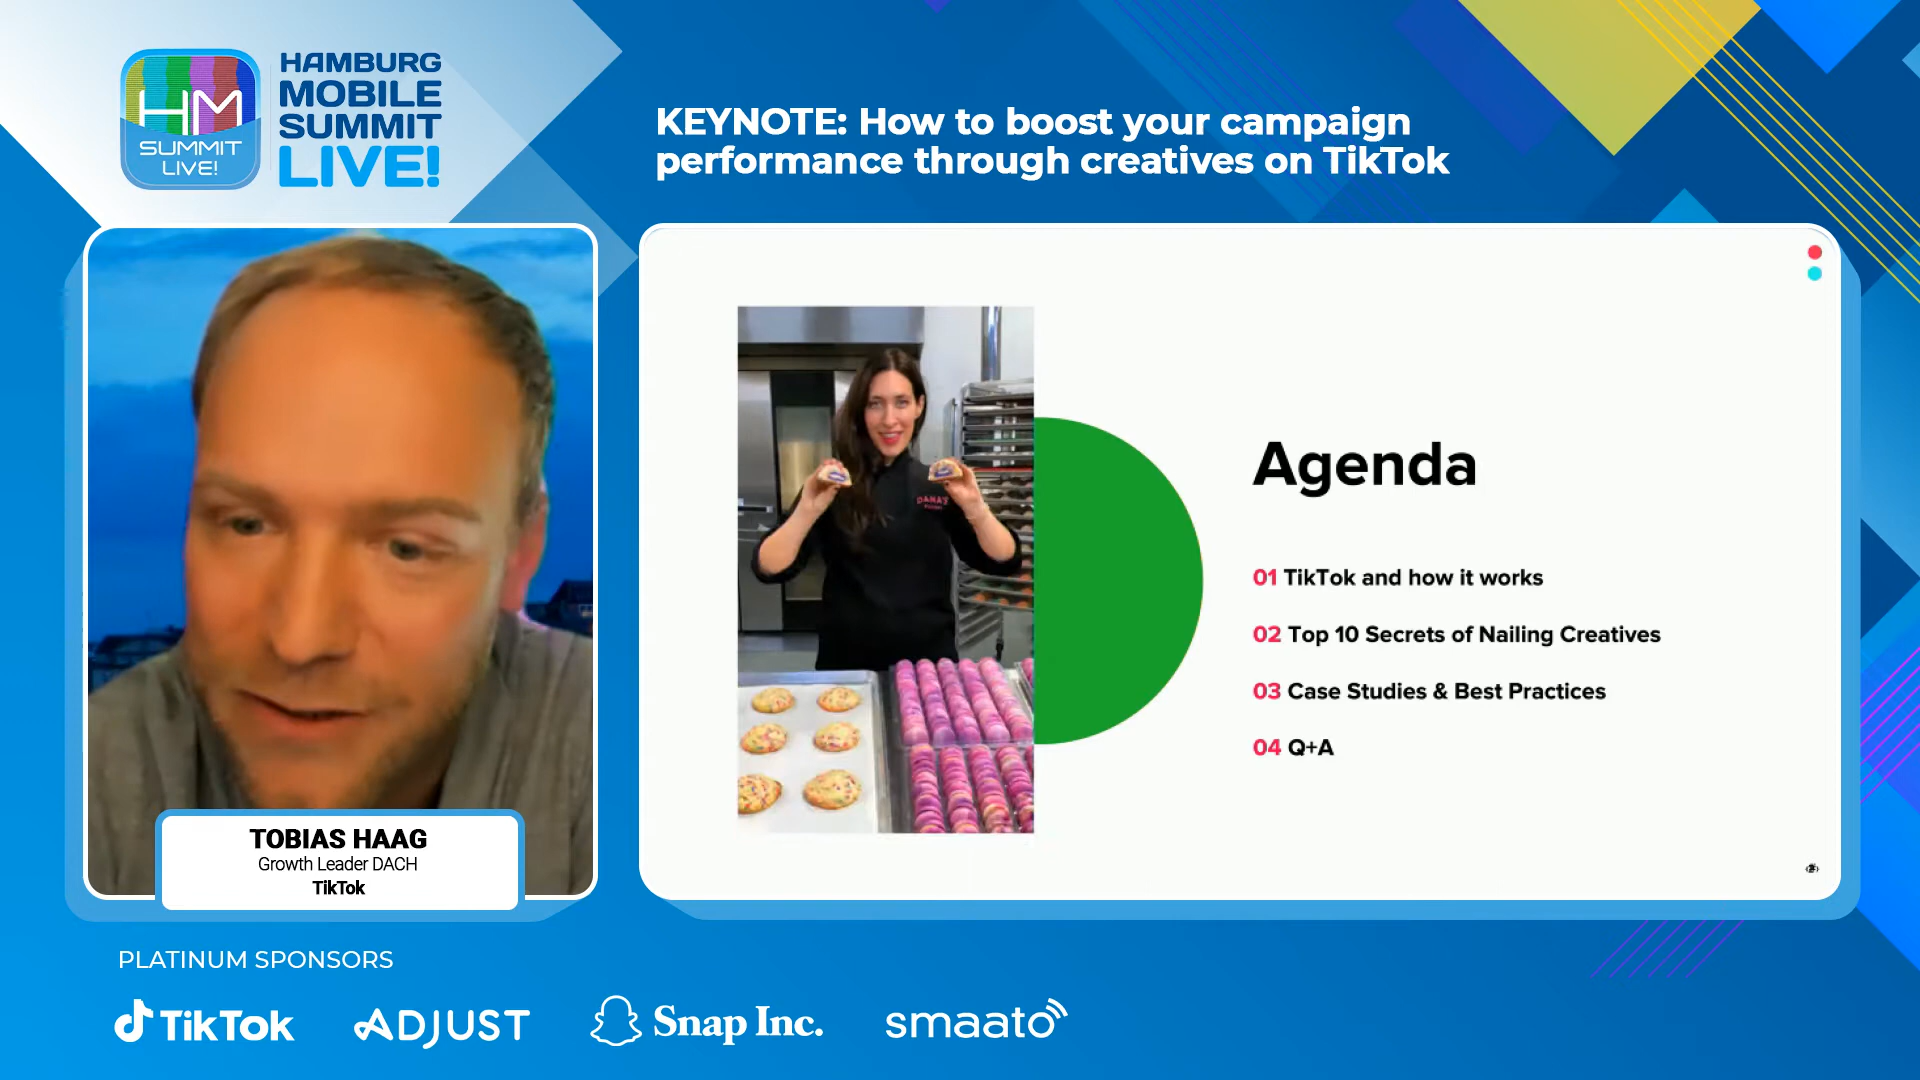 HM
SUMMIT
LIVE!
HAMBURG
MOBILE
SUMMIT
LIVE!
KEYNOTE: How to boost your campaign
performance through creatives on TikTok
DANA'S
Agenda
01 TikTok and how it works
02 Top 10 Secrets of Nailing Creatives
03 Case Studies & Best Practices
04 Q+A
TOBIAS HAAG
Growth Leader DACH
TikTok
PLATINUM SPONSORS
TikTok
ADJUST
Snap Inc.
smaato